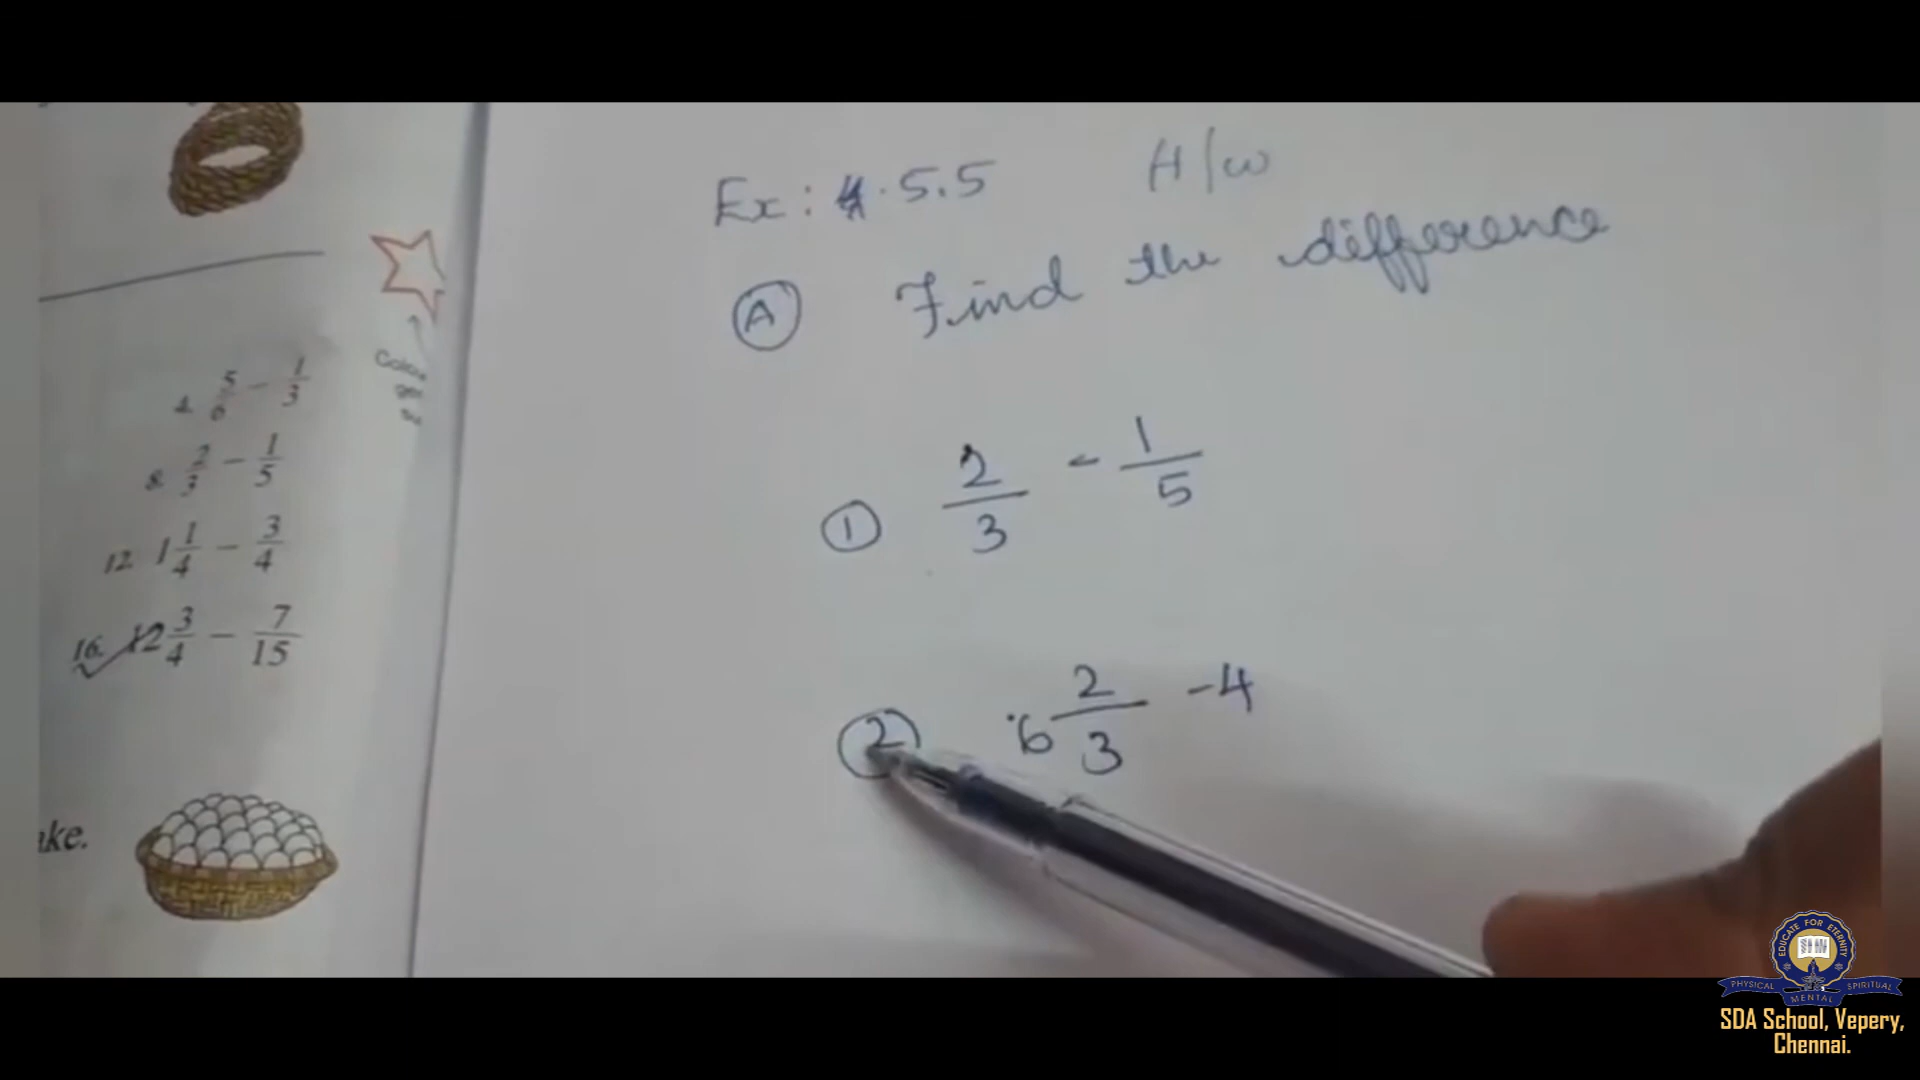 4. 5/6 − 1/3
8. 2/3 − 1/5
12. 1 1/4 − 3/4
16. 12 3/4 − 7/15
ke.
Ex: 4.5.5 H/W
A Find the difference
1 2/3 - 1/5
2 6 2/3 - 4
EDUCATE FOR ETERNITY
PHYSICAL MENTAL SPIRITUAL
SDA School, Vepery,
Chennai.